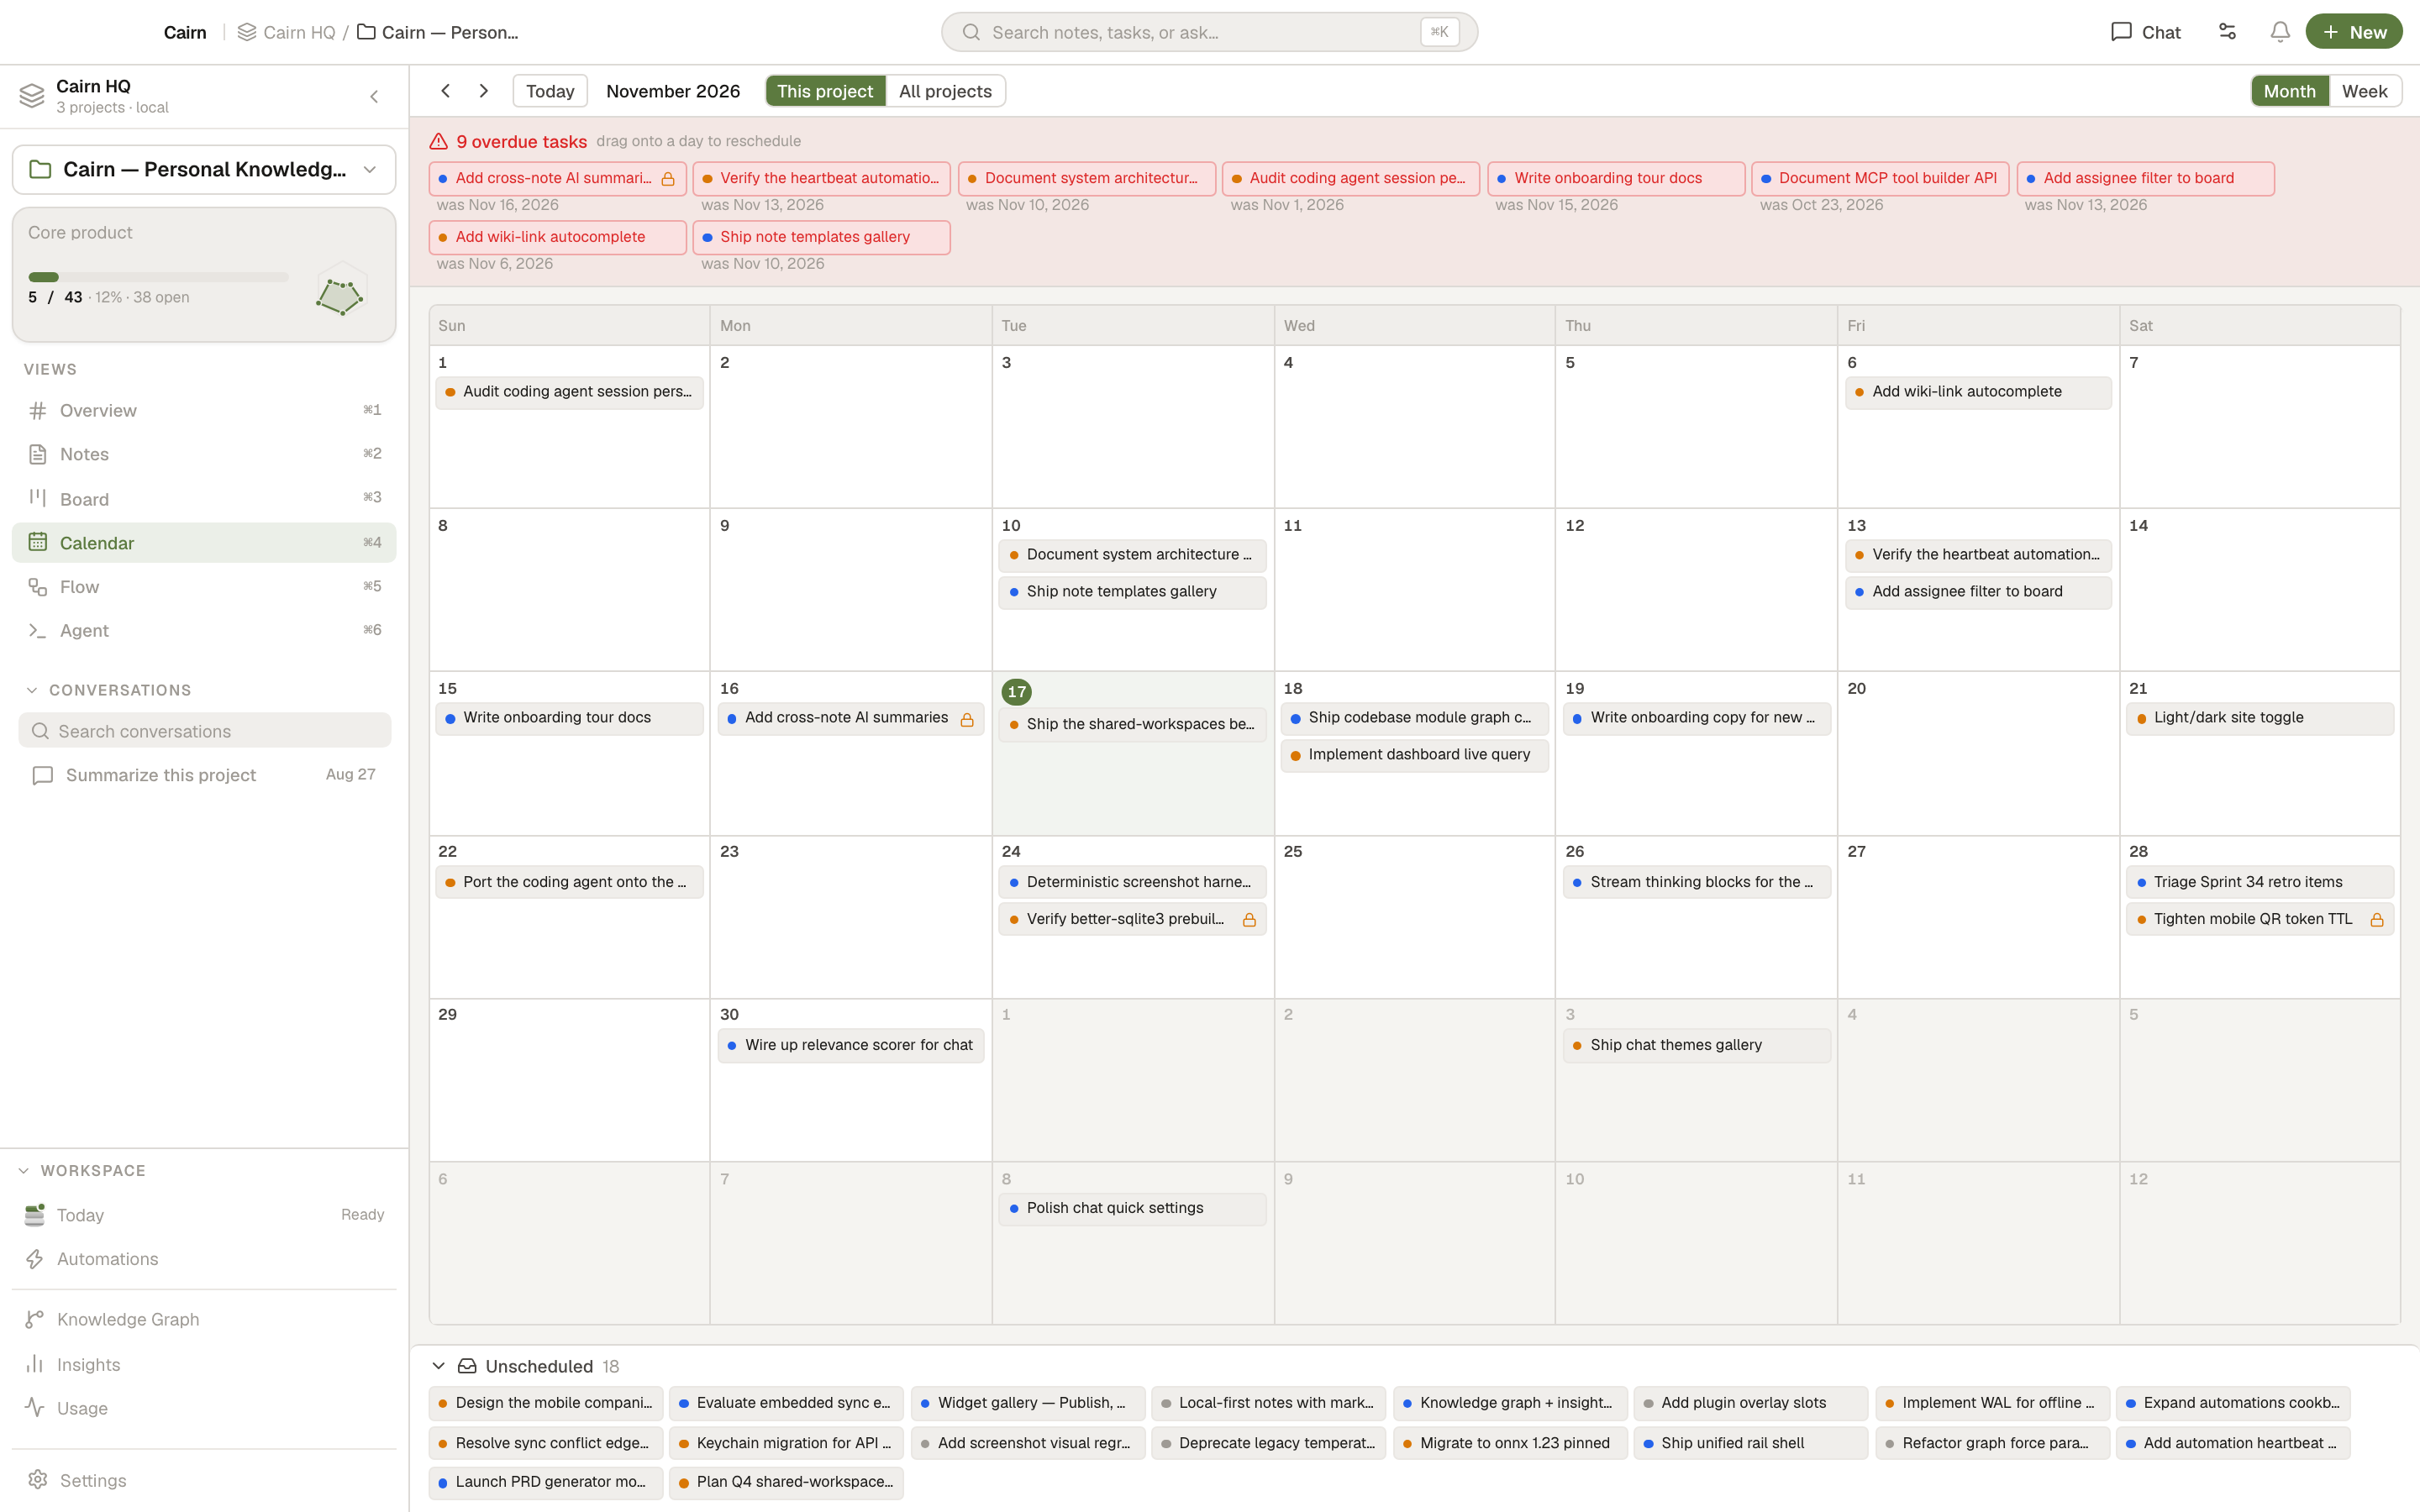 Cairn
Cairn HQ / Cairn — Person...
Search notes, tasks, or ask... ⌘K
Chat
New
Cairn HQ
3 projects · local
Cairn — Personal Knowledg...
Core product
5 / 43 · 12% · 38 open
VIEWS
Overview ⌘1
Notes ⌘2
Board ⌘3
Calendar ⌘4
Flow ⌘5
Agent ⌘6
CONVERSATIONS
Search conversations
Summarize this project Aug 27
WORKSPACE
Today Ready
Automations
Knowledge Graph
Insights
Usage
Settings
Today November 2026 This project All projects Month Week
9 overdue tasks drag onto a day to reschedule
Add cross-note AI summari... Verify the heartbeat automatio... Document system architectur... Audit coding agent session pe... Write onboarding tour docs Document MCP tool builder API Add assignee filter to board
was Nov 16, 2026 was Nov 13, 2026 was Nov 10, 2026 was Nov 1, 2026 was Nov 15, 2026 was Oct 23, 2026 was Nov 13, 2026
Add wiki-link autocomplete Ship note templates gallery
was Nov 6, 2026 was Nov 10, 2026
Sun Mon Tue Wed Thu Fri Sat
1 2 3 4 5 6 7
Audit coding agent session pers... Add wiki-link autocomplete
8 9 10 11 12 13 14
Document system architecture ... Verify the heartbeat automation...
Ship note templates gallery Add assignee filter to board
15 16 17 18 19 20 21
Write onboarding tour docs Add cross-note AI summaries Ship the shared-workspaces be... Ship codebase module graph c... Write onboarding copy for new ... Light/dark site toggle
Implement dashboard live query
22 23 24 25 26 27 28
Port the coding agent onto the ... Deterministic screenshot harne... Stream thinking blocks for the ... Triage Sprint 34 retro items
Verify better-sqlite3 prebuil... Tighten mobile QR token TTL
29 30 1 2 3 4 5
Wire up relevance scorer for chat Ship chat themes gallery
6 7 8 9 10 11 12
Polish chat quick settings
Unscheduled 18
Design the mobile compani... Evaluate embedded sync e... Widget gallery — Publish, ... Local-first notes with mark... Knowledge graph + insight... Add plugin overlay slots Implement WAL for offline ... Expand automations cookb...
Resolve sync conflict edge... Keychain migration for API ... Add screenshot visual regr... Deprecate legacy temperat... Migrate to onnx 1.23 pinned Ship unified rail shell Refactor graph force para... Add automation heartbeat ...
Launch PRD generator mo... Plan Q4 shared-workspace...